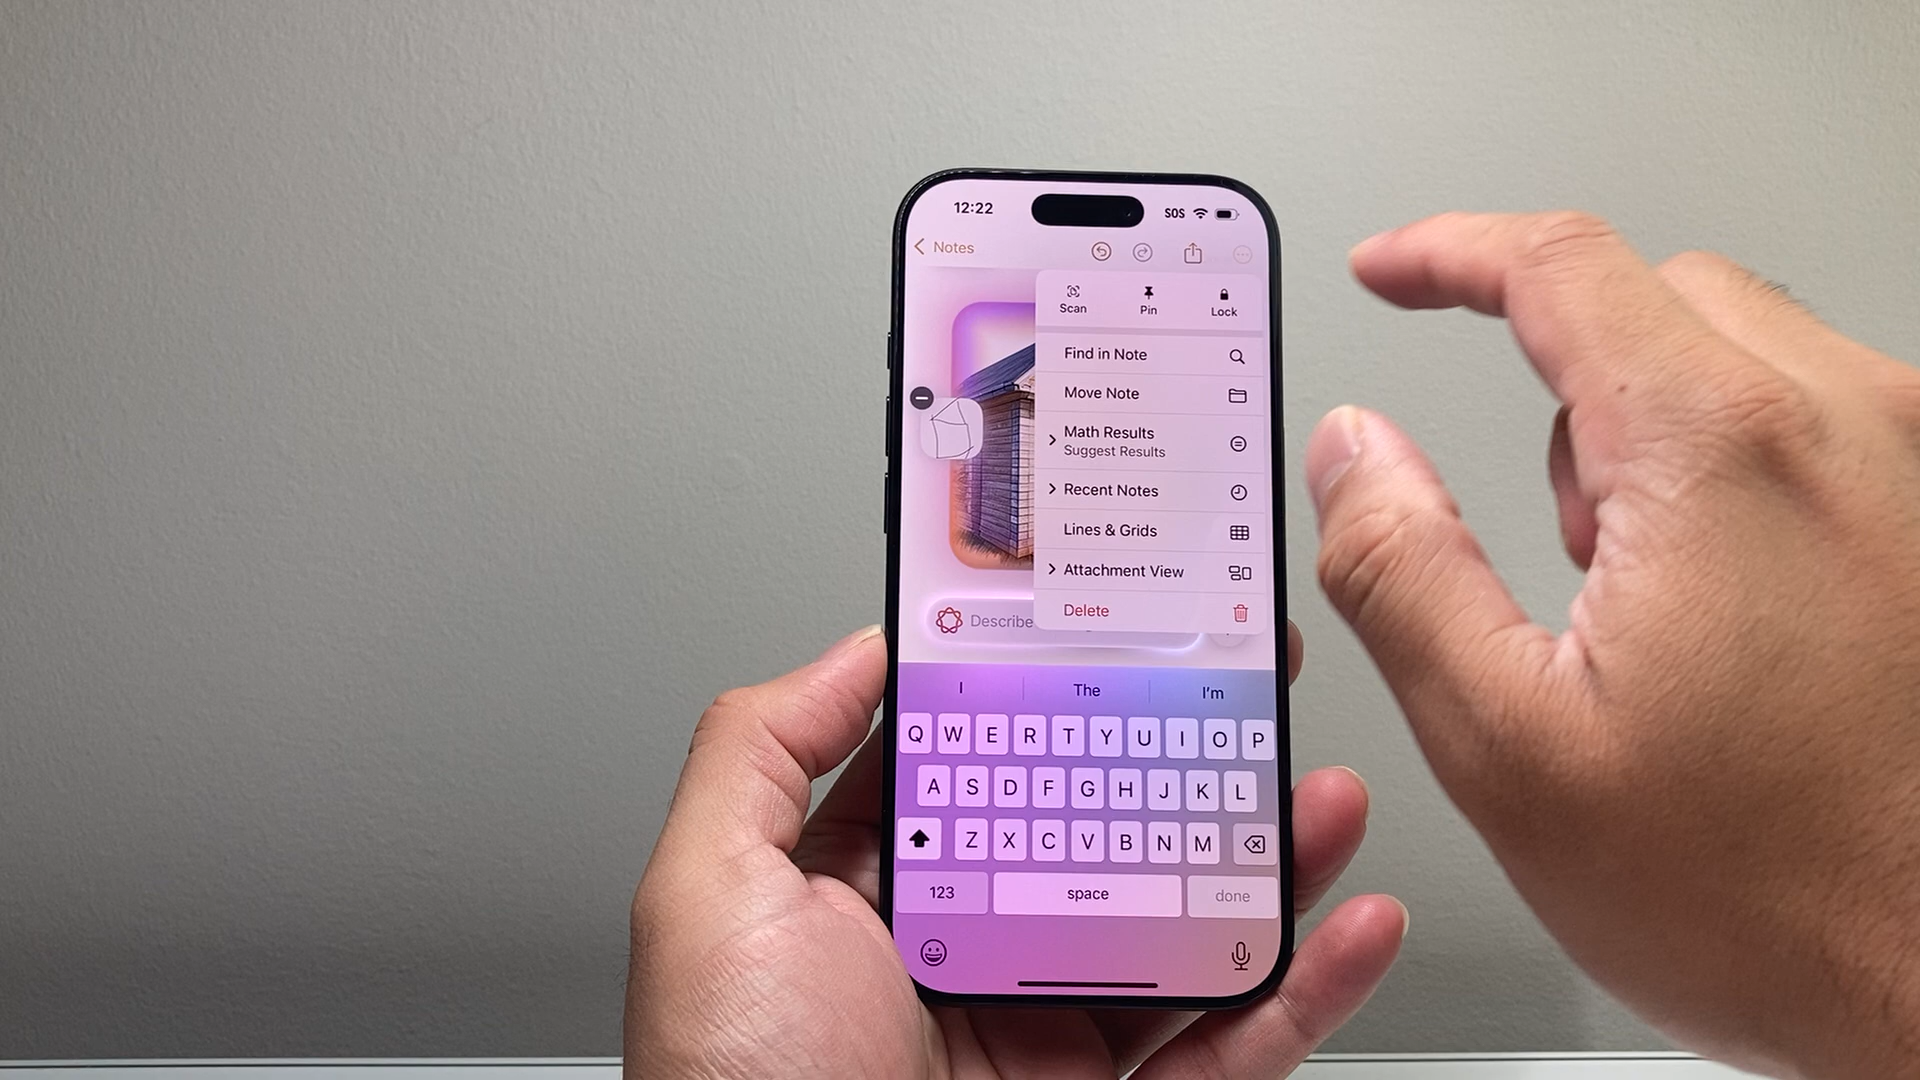 12:22
SOS
Notes
Scan
Pin
Lock
Find in Note
Move Note
Math Results
Suggest Results
Recent Notes
Lines & Grids
Attachment View
Delete
Describe
I
The
I'm
Q W E R T Y U I O P
A S D F G H J K L
Z X C V B N M
123
space
done